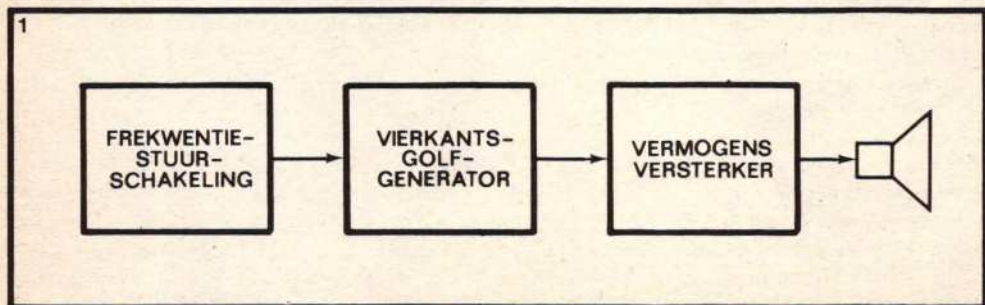 1
FREKWENTIE-
STUUR-
SCHAKELING
VIERKANTS-
GOLF-
GENERATOR
VERMOGENS
VERSTERKER